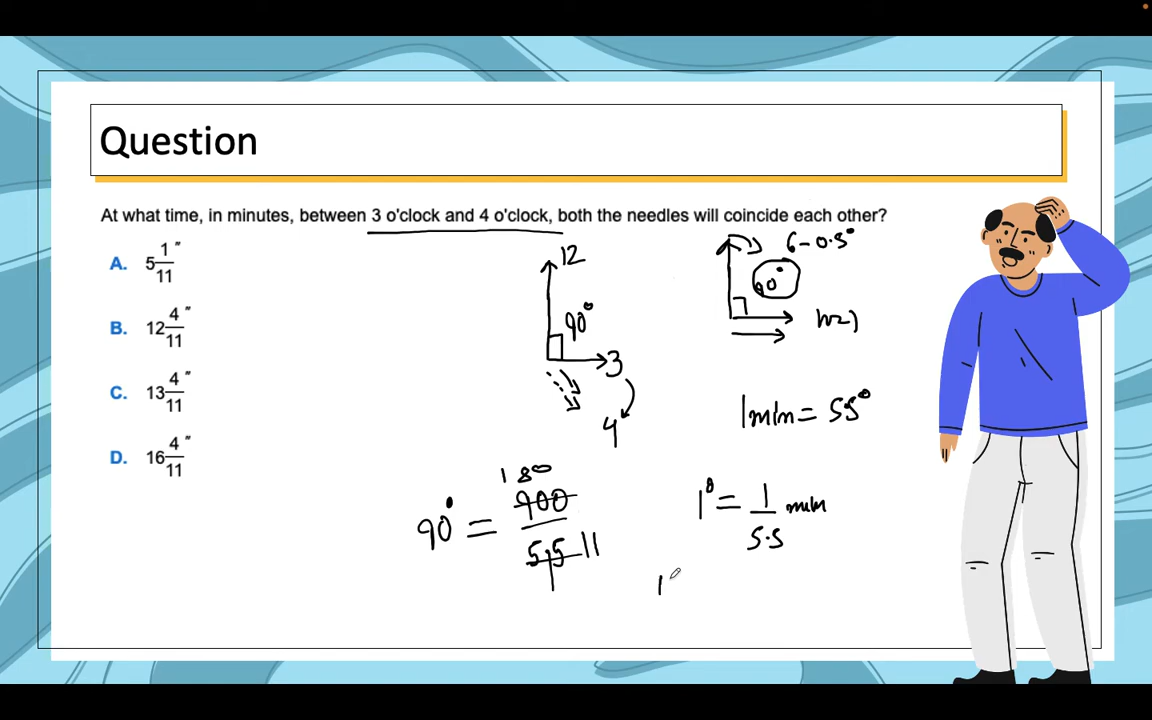 Question
At what time, in minutes, between 3 o'clock and 4 o'clock, both the needles will coincide each other?
A. 5 1/11"
B. 12 4/11"
C. 13 4/11"
D. 16 4/11"
12
90°
3
4
6-0.5°
90°
1min = 55°
180
90° = 900/5.5 11
1° = 1/5.5 min